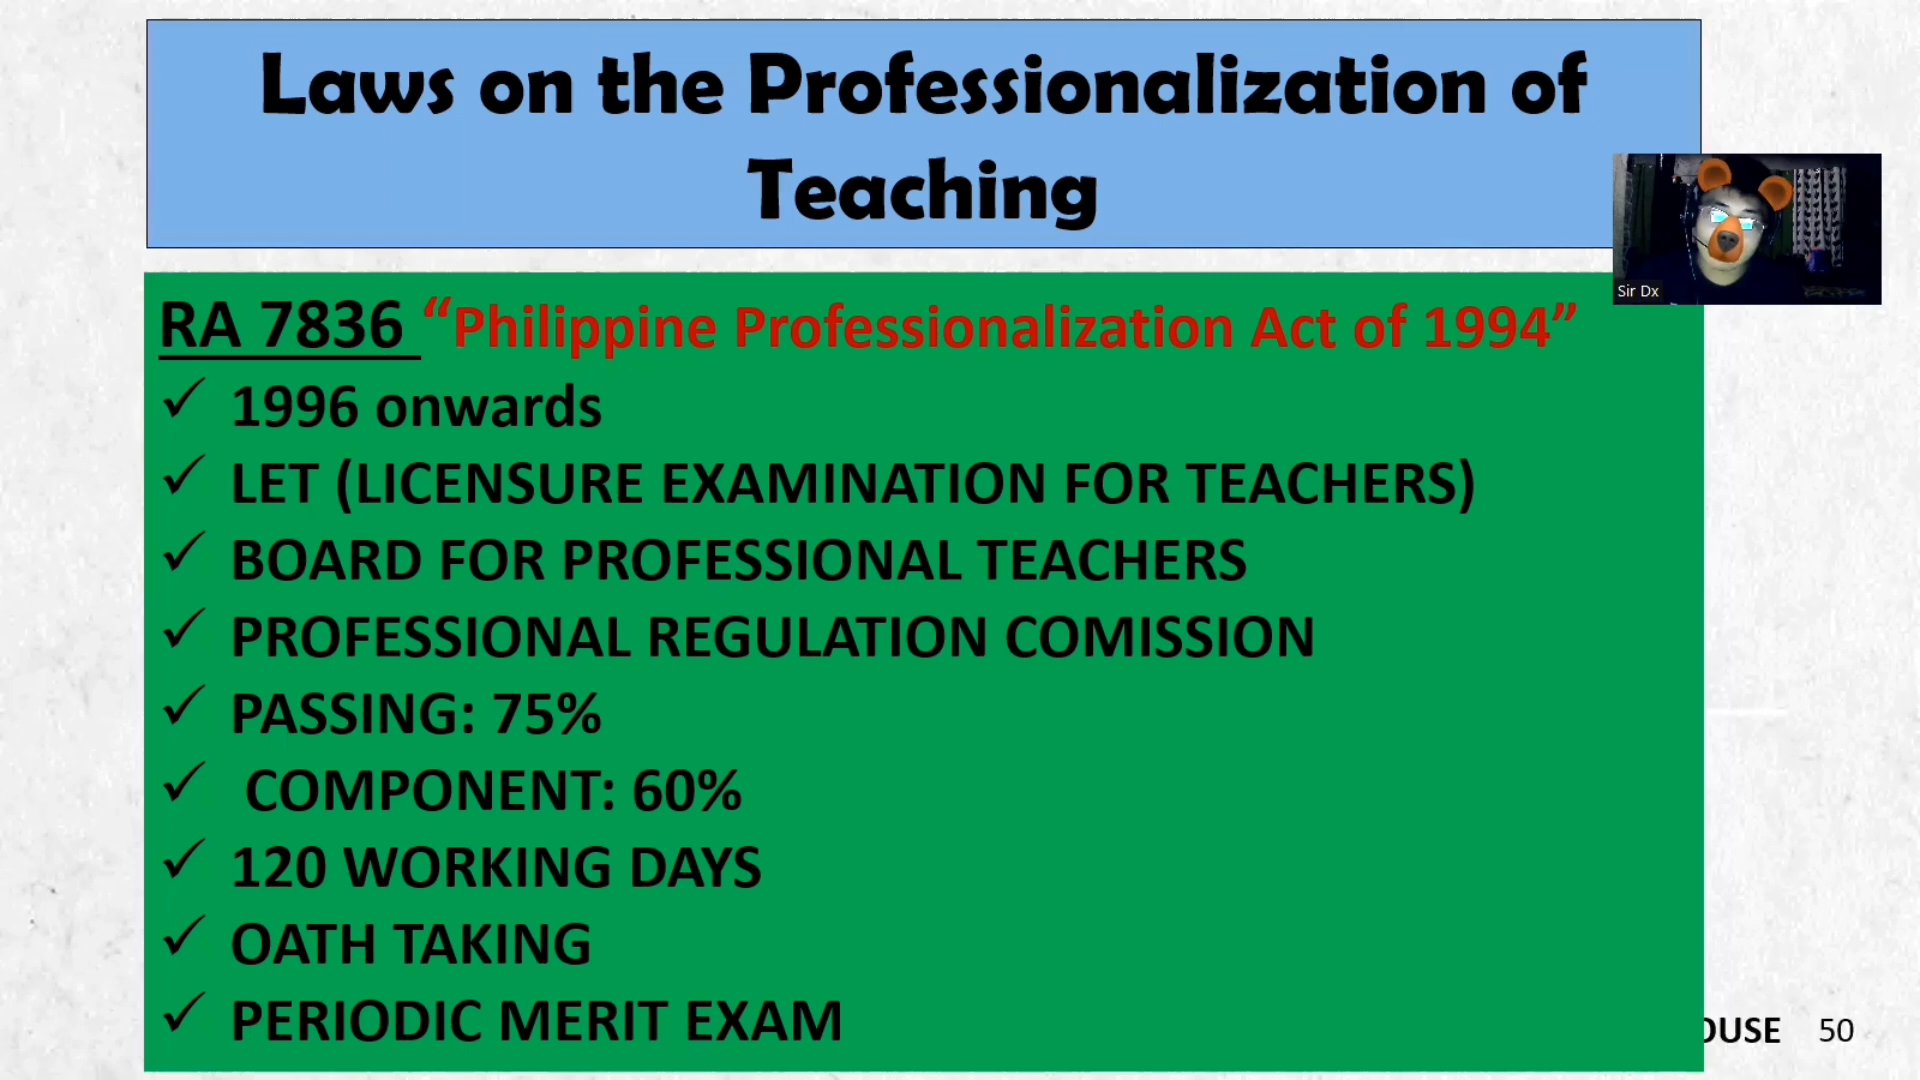 Laws on the Professionalization of
Teaching
Sir Dx
RA 7836 “Philippine Professionalization Act of 1994”
✓ 1996 onwards
✓ LET (LICENSURE EXAMINATION FOR TEACHERS)
✓ BOARD FOR PROFESSIONAL TEACHERS
✓ PROFESSIONAL REGULATION COMISSION
✓ PASSING: 75%
✓ COMPONENT: 60%
✓ 120 WORKING DAYS
✓ OATH TAKING
✓ PERIODIC MERIT EXAM
50